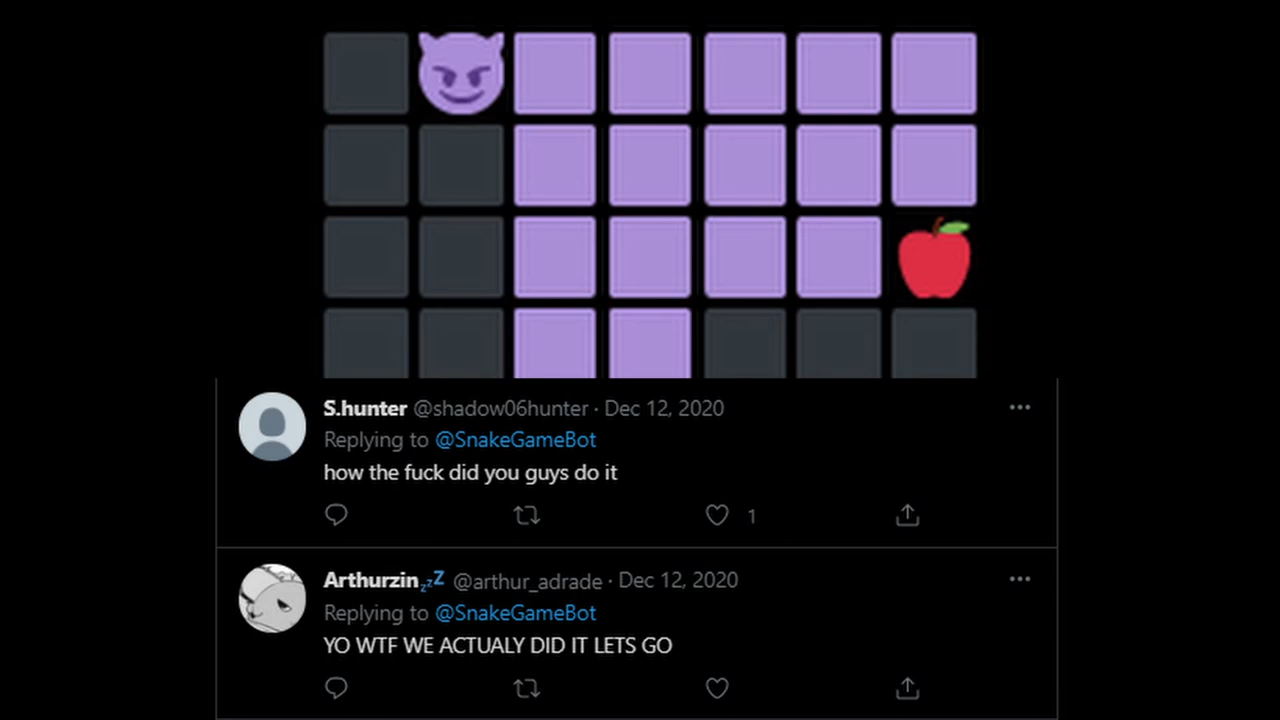 S.hunter @shadow06hunter · Dec 12, 2020
Replying to @SnakeGameBot
how the fuck did you guys do it
1
Arthurzin zzZ @arthur_adrade · Dec 12, 2020
Replying to @SnakeGameBot
YO WTF WE ACTUALY DID IT LETS GO